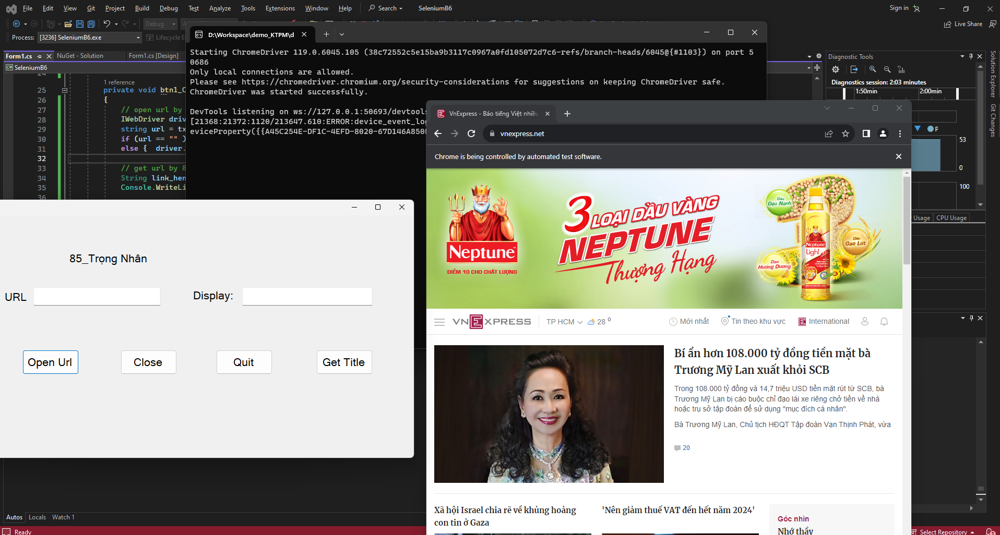 File Edit View Git Project Build Debug Test Analyze Tools Extensions Window Help Search SeleniumB6 Sign in
Debug
Live Share
Process: [3236] SeleniumB6.exe Lifecycle
Form1.cs NuGet - Solution Form1.cs [Design]
SeleniumB6
24
1 reference
25 private void btn1_C
26 {
27 // open url by
28 IWebDriver driv
29 string url = tx
30 if (url == "" )
31 else { driver.
32
33 // get url by 8
34 String link_hen
35 Console.WriteLi
36
D:\Workspace\demo_KTPM\d
Starting ChromeDriver 119.0.6045.105 (38c72552c5e15ba9b3117c0967a0fd105072d7c6-refs/branch-heads/6045@{#1103}) on port 5
0686
Only local connections are allowed.
Please see https://chromedriver.chromium.org/security-considerations for suggestions on keeping ChromeDriver safe.
ChromeDriver was started successfully.
DevTools listening on ws://127.0.0.1:50693/devtools
[21368:21372:1120/213647.610:ERROR:device_event_log
eviceProperty({{A45C254E-DF1C-4EFD-8020-67D146A850
Diagnostic Tools
Diagnostics session: 2:03 minutes
1:50min 2:00min
P
53
0
100
Usage CPU Usage
Solution Explorer
Git Changes
85_Trọng Nhân
URL
Display:
Open Url Close Quit Get Title
VnExpress - Báo tiếng Việt nhiều
vnexpress.net
Chrome is being controlled by automated test software.
Neptune
ĐIỂM 10 CHO CHẤT LƯỢNG
3 LOẠI DẦU VÀNG
NEPTUNE
Thượng Hạng
Dầu
Đậu Nành
Dầu
Gạo Lứt
Dầu
Hướng Dương
Neptune
Light
VNEXPRESS TP HCM 28° Mới nhất Tin theo khu vực International
Bí ẩn hơn 108.000 tỷ đồng tiền mặt bà
Trương Mỹ Lan xuất khỏi SCB
Trong 108.000 tỷ đồng và 14,7 triệu USD tiền mặt rút từ SCB, bà
Trương Mỹ Lan bị cáo buộc chỉ đạo lái xe riêng chở tiền về nhà
hoặc trụ sở tập đoàn để sử dụng "mục đích cá nhân".
Bà Trương Mỹ Lan, Chủ tịch HĐQT Tập đoàn Vạn Thịnh Phát, vừa
20
Xã hội Israel chia rẽ về khủng hoảng
con tin ở Gaza
'Nên giảm thuế VAT đến hết năm 2024'
Góc nhìn
Nhớ thầy
Autos Locals Watch 1
Ready
Select Repository
1